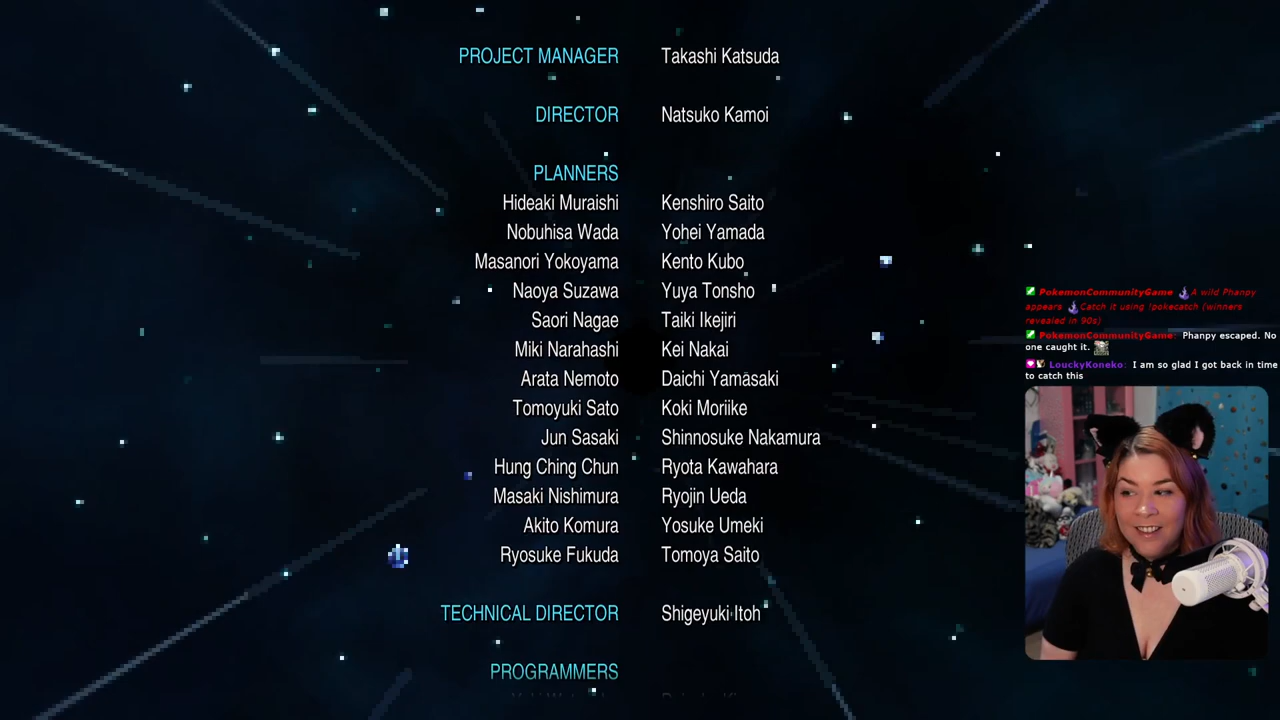 PROJECT MANAGER Takashi Katsuda
DIRECTOR Natsuko Kamoi
PLANNERS
Hideaki Muraishi Kenshiro Saito
Nobuhisa Wada Yohei Yamada
Masanori Yokoyama Kento Kubo
Naoya Suzawa Yuya Tonsho
Saori Nagae Taiki Ikejiri
Miki Narahashi Kei Nakai
Arata Nemoto Daichi Yamasaki
Tomoyuki Sato Koki Moriike
Jun Sasaki Shinnosuke Nakamura
Hung Ching Chun Ryota Kawahara
Masaki Nishimura Ryojin Ueda
Akito Komura Yosuke Umeki
Ryosuke Fukuda Tomoya Saito
TECHNICAL DIRECTOR Shigeyuki Itoh
PROGRAMMERS
PokemonCommunityGame A wild Phanpy
appears Catch it using !pokecatch (winners
revealed in 90s)
PokemonCommunityGame: Phanpy escaped. No
one caught it.
LouckyKoneko: I am so glad I got back in time
to catch this